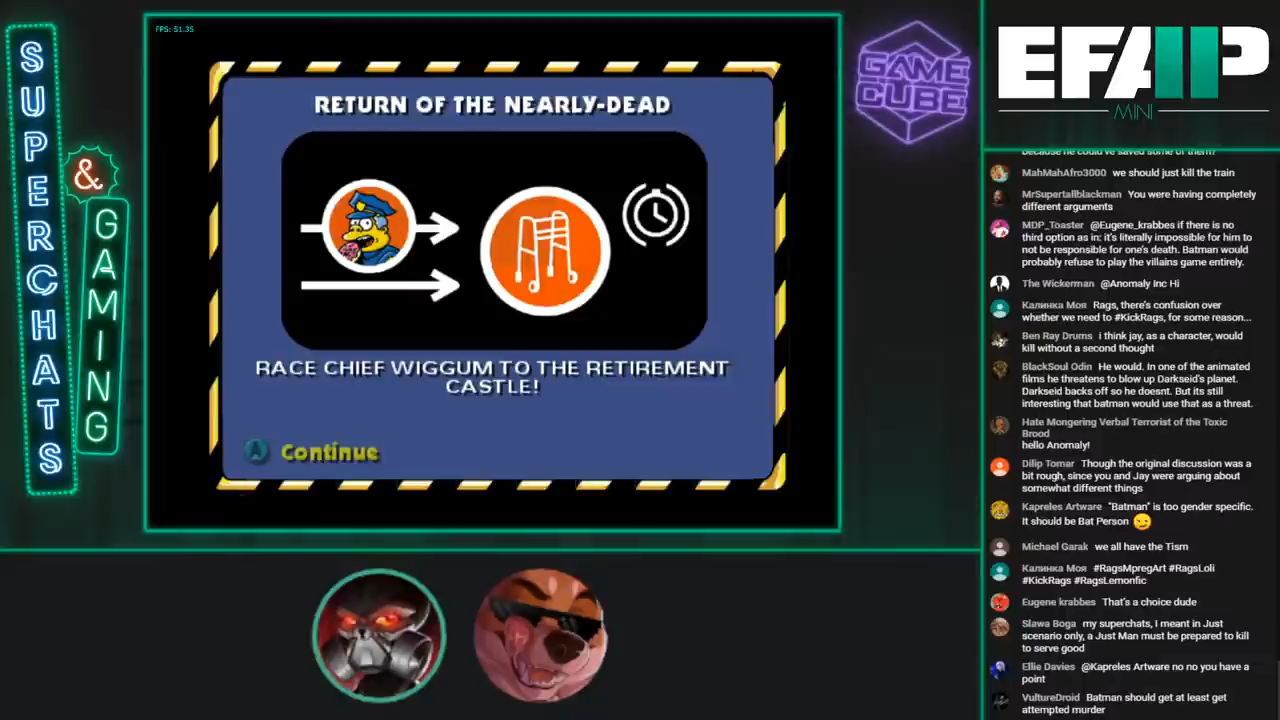 FPS: 51.35
SUPERCHATS
&
GAMING
GAME
CUBE
EFAP
MINI
RETURN OF THE NEARLY-DEAD
RACE CHIEF WIGGUM TO THE RETIREMENT
CASTLE!
A Continue
because he could've saved some of them?
MahMahAfro3000 we should just kill the train
MrSupertallblackman You were having completely
different arguments
MDP_Toaster @Eugene_krabbes if there is no
third option as in: it's literally impossible for him to
not be responsible for one's death. Batman would
probably refuse to play the villains game entirely.
The Wickerman @Anomaly Inc Hi
Калинка Моя Rags, there's confusion over
whether we need to #KickRags, for some reason...
Ben Ray Drums i think jay, as a character, would
kill without a second thought
BlackSoul Odin He would. In one of the animated
films he threatens to blow up Darkseid's planet.
Darkseid backs off so he doesnt. But its still
interesting that batman would use that as a threat.
Hate Mongering Verbal Terrorist of the Toxic
Brood
hello Anomaly!
Dilip Tomar Though the original discussion was a
bit rough, since you and Jay were arguing about
somewhat different things
Kapreles Artware "Batman" is too gender specific.
It should be Bat Person
Michael Garak we all have the Tism
Калинка Моя #RagsMpregArt #RagsLoli
#KickRags #RagsLemonfic
Eugene krabbes That's a choice dude
Slawa Boga my superchats, I meant in Just
scenario only, a Just Man must be prepared to kill
to serve good
Ellie Davies @Kapreles Artware no no you have a
point
VultureDroid Batman should get at least get
attempted murder